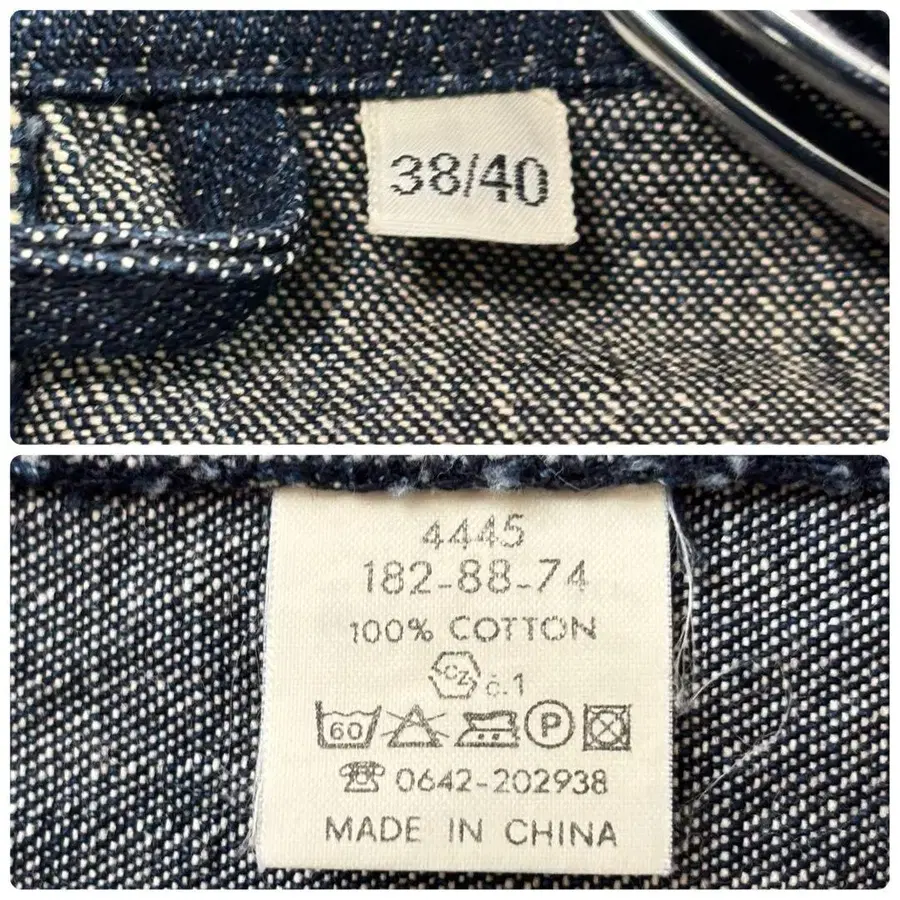 38/40
4445
182-88-74
100% COTTON
CZ č.1
60 P
☎ 0642-202938
MADE IN CHINA